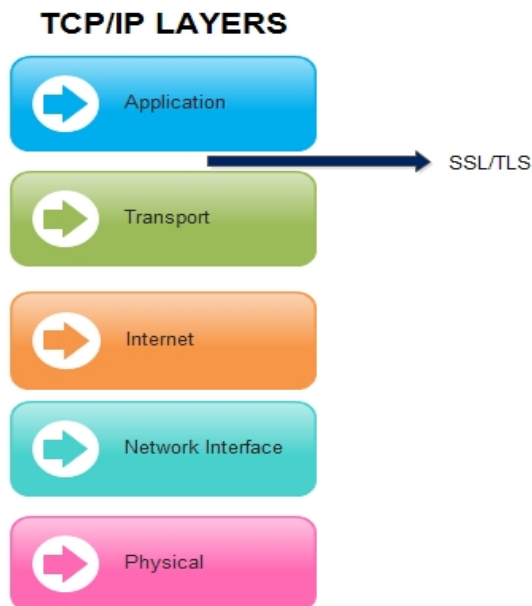 TCP/IP LAYERS
Application
SSL/TLS
Transport
Internet
Network Interface
Physical